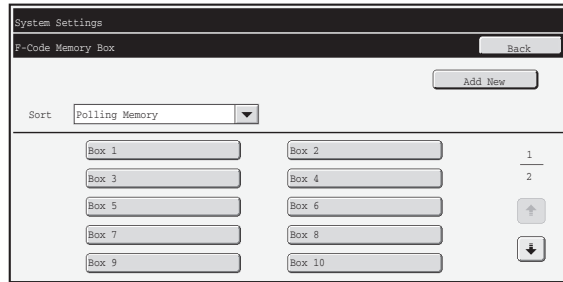 System Settings
F-Code Memory Box
Back
Add New
Sort Polling Memory
Box 1 Box 2
Box 3 Box 4
Box 5 Box 6
Box 7 Box 8
Box 9 Box 10
1
2